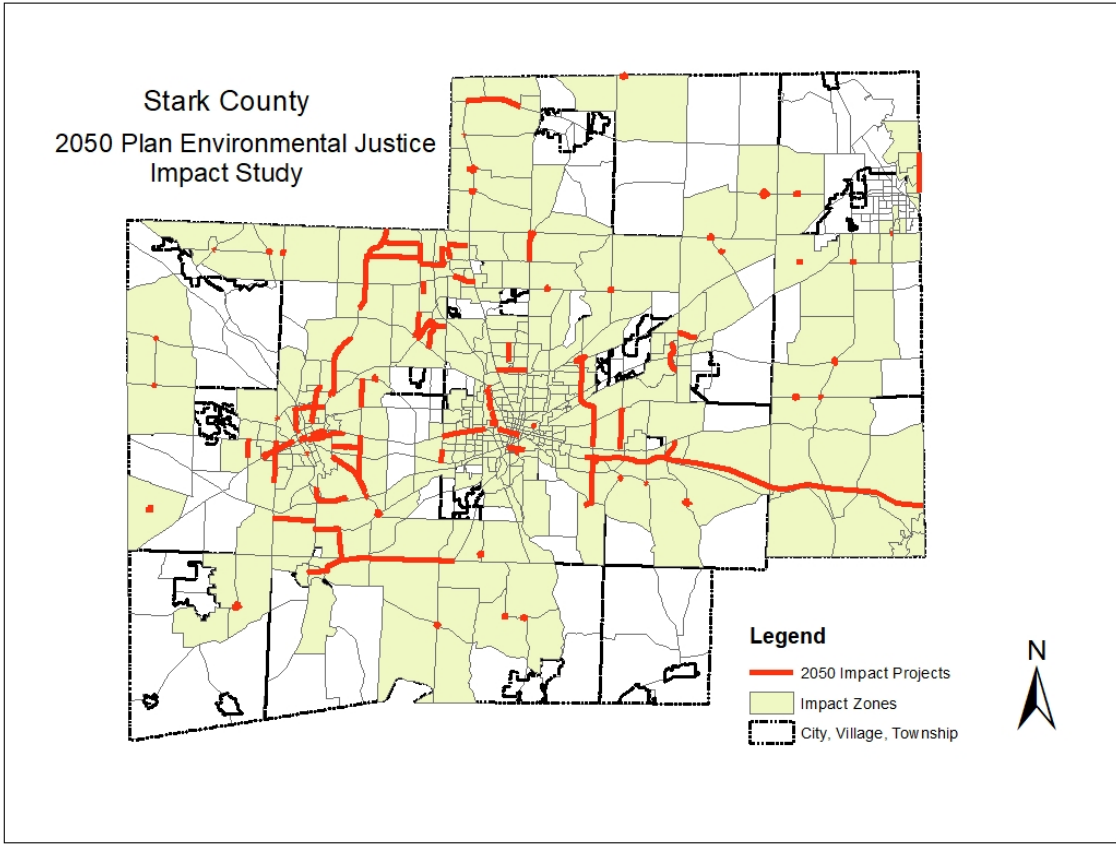 Stark County
2050 Plan Environmental Justice
Impact Study
Legend
2050 Impact Projects
Impact Zones
City, Village, Township
N